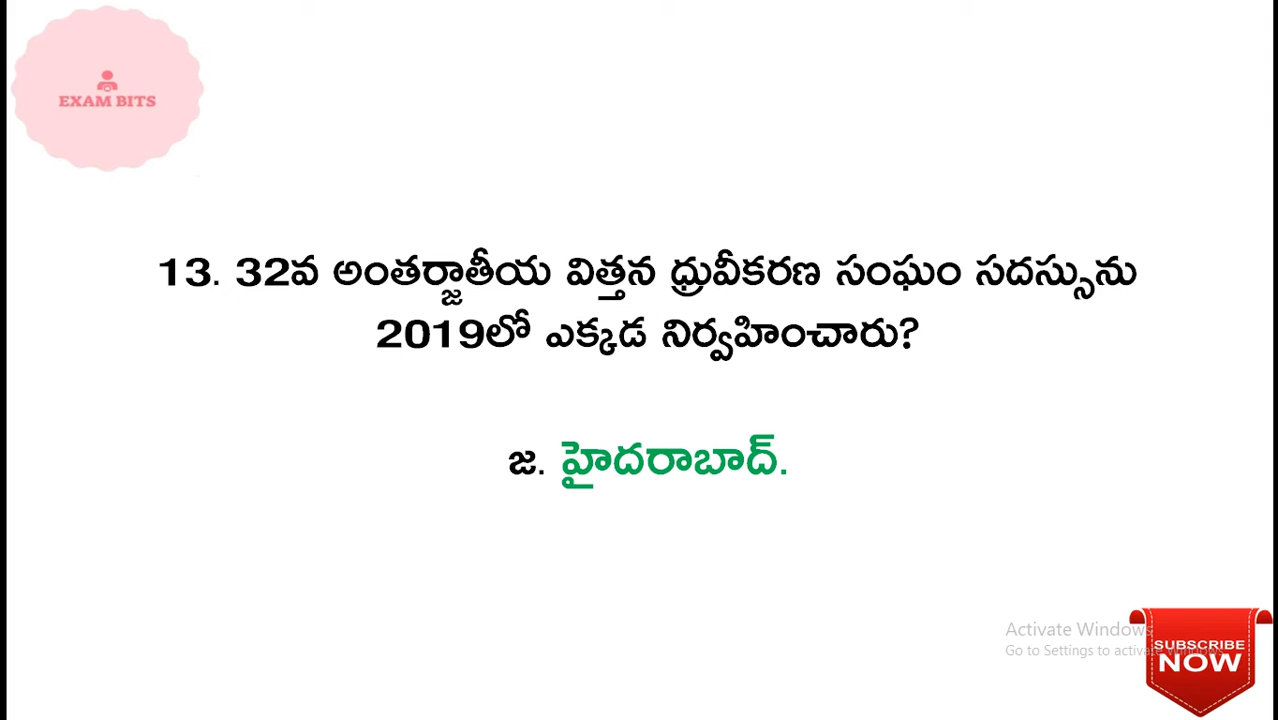 EXAM BITS
13. 32వ అంతర్జాతీయ విత్తన ధ్రువీకరణ సంఘం సదస్సును
2019లో ఎక్కడ నిర్వహించారు?
జ. హైదరాబాద్.
Activate Windows
Go to Settings to activate Windows.
SUBSCRIBE
NOW